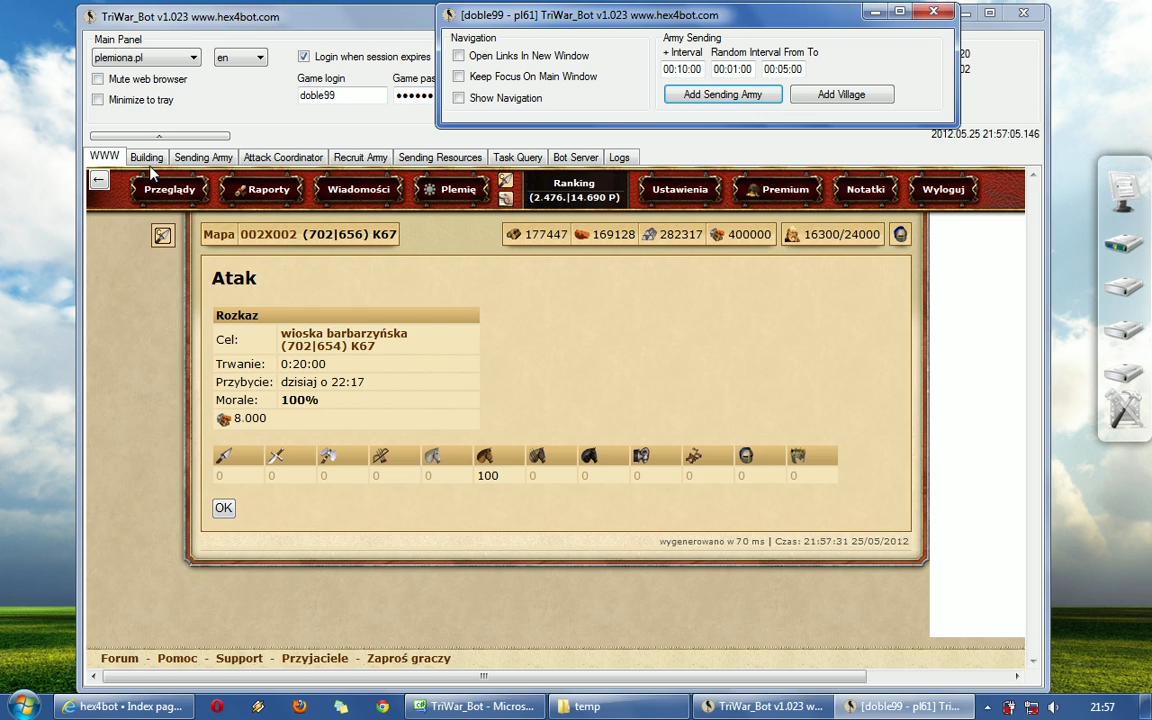 TriWar_Bot v1.023 www.hex4bot.com
[doble99 - pl61] TriWar_Bot v1.023 www.hex4bot.com
Main Panel
plemiona.pl
en
Login when session expires
Mute web browser
Minimize to tray
Game login
Game pas
doble99
Navigation
Open Links In New Window
Keep Focus On Main Window
Show Navigation
Army Sending
+ Interval
Random Interval From To
00:10:00
00:01:00
00:05:00
Add Sending Army
Add Village
20
02
2012.05.25 21:57:05.146
WWW
Building
Sending Army
Attack Coordinator
Recruit Army
Sending Resources
Task Query
Bot Server
Logs
Przeglądy
Raporty
Wiadomości
Plemię
Ranking
(2.476.|14.690 P)
Ustawienia
Premium
Notatki
Wyloguj
Mapa 002X002 (702|656) K67
177447 169128 282317 400000 16300/24000
Atak
Rozkaz
Cel: wioska barbarzyńska
(702|654) K67
Trwanie: 0:20:00
Przybycie: dzisiaj o 22:17
Morale: 100%
8.000
0 0 0 0 0 100 0 0 0 0 0 0
OK
wygenerowano w 70 ms | Czas: 21:57:31 25/05/2012
Forum - Pomoc - Support - Przyjaciele - Zaproś graczy
hex4bot • Index pag...
TriWar_Bot - Micros...
temp
TriWar_Bot v1.023 w...
[doble99 - pl61] Tri...
21:57